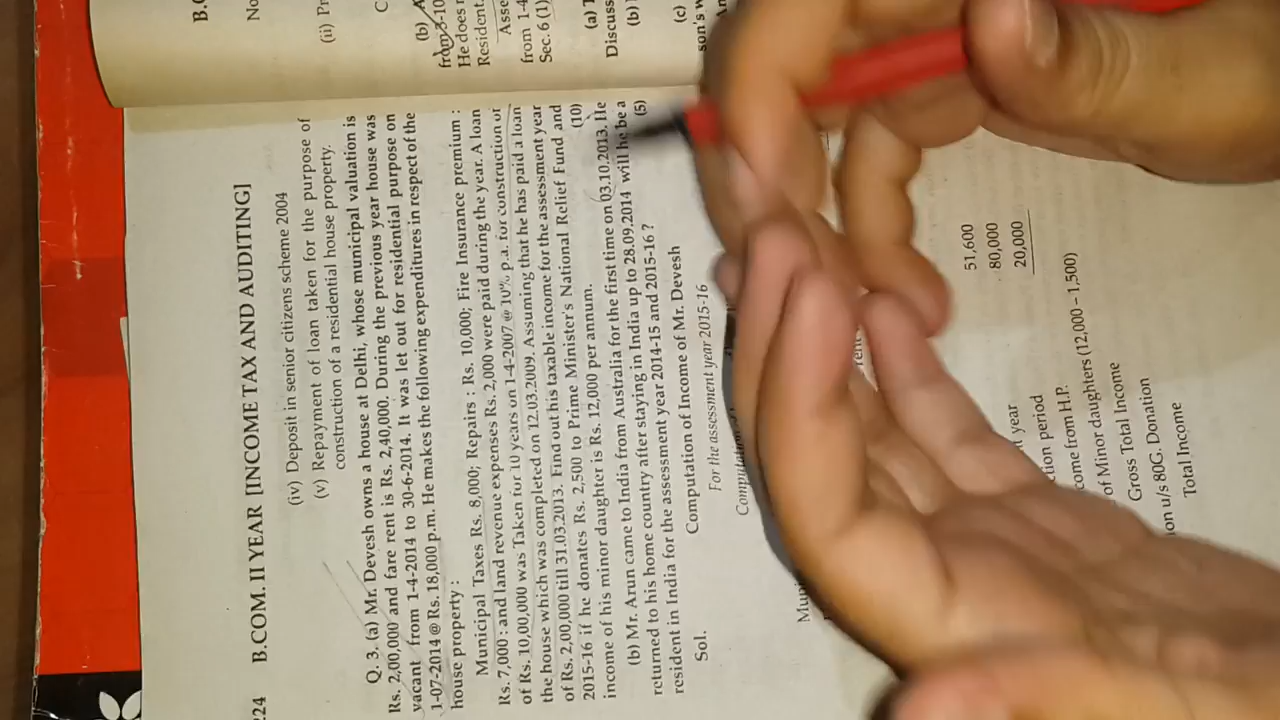 224 B.COM. II YEAR [INCOME TAX AND AUDITING]
(iv) Deposit in senior citizens scheme 2004
(v) Repayment of loan taken for the purpose of
construction of a residential house property.
Q. 3. (a) Mr. Devesh owns a house at Delhi, whose municipal valuation is
Rs. 2,00,000 and fare rent is Rs. 2,40,000. During the previous year house was
vacant from 1-4-2014 to 30-6-2014. It was let out for residential purpose on
1-07-2014 @ Rs. 18,000 p.m. He makes the following expenditures in respect of the
house property :
Municipal Taxes Rs. 8,000; Repairs : Rs. 10,000; Fire Insurance premium :
Rs. 7,000 : and land revenue expenses Rs. 2,000 were paid during the year. A loan
of Rs. 10,00,000 was Taken for 10 years on 1-4-2007 @ 10% p.a. for construction of
the house which was completed on 12.03.2009. Assuming that he has paid a loan
of Rs. 2,00,000 till 31.03.2013. Find out his taxable income for the assessment year
2015-16 if he donates Rs. 2,500 to Prime Minister's National Relief Fund and
income of his minor daughter is Rs. 12,000 per annum. (10)
(b) Mr. Arun came to India from Australia for the first time on 03.10.2013. He
returned to his home country after staying in India up to 28.09.2014 will he be a
resident in India for the assessment year 2014-15 and 2015-16 ? (5)
Sol. Computation of Income of Mr. Devesh
For the assessment year 2015-16
51,600
year 80,000
period 20,000
come from H.P.
of Minor daughters (12,000 – 1,500)
Gross Total Income
u/s 80G. Donation
Total Income
B.C
No
(ii) Pr
C
(b) A
from 3-10
He does r
Resident.
Asse
from 1-4
Sec. 6 (1)
(a) I
Discuss
(b) I
(c)
son's w